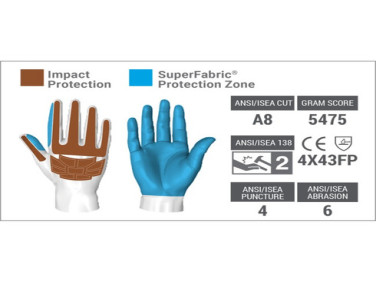 Impact
Protection
SuperFabric®
Protection Zone
ANSI/ISEA CUT
GRAM SCORE
A8
5475
ANSI/ISEA 138
CE
2
4X43FP
ANSI/ISEA
PUNCTURE
ANSI/ISEA
ABRASION
4
6